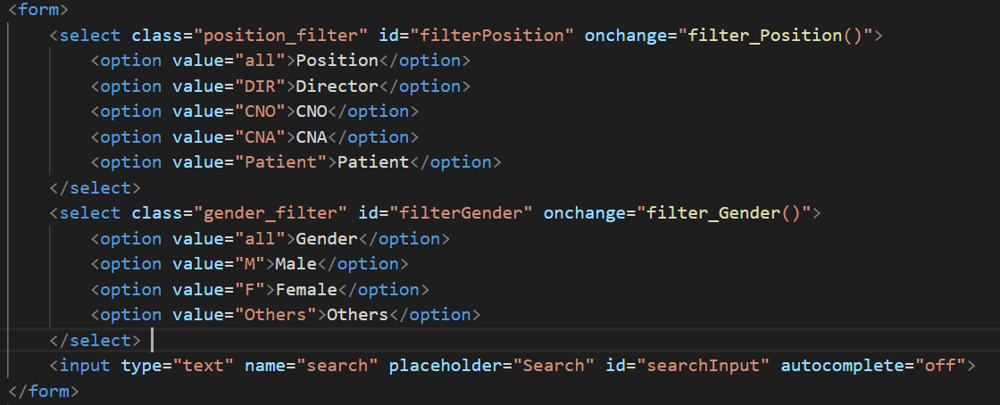 <form>
<select class="position_filter" id="filterPosition" onchange="filter_Position()">
<option value="all">Position</option>
<option value="DIR">Director</option>
<option value="CNO">CNO</option>
<option value="CNA">CNA</option>
<option value="Patient">Patient</option>
</select>
<select class="gender_filter" id="filterGender" onchange="filter_Gender()">
<option value="all">Gender</option>
<option value="M">Male</option>
<option value="F">Female</option>
<option value="Others">Others</option>
</select>
<input type="text" name="search" placeholder="Search" id="searchInput" autocomplete="off">
</form>